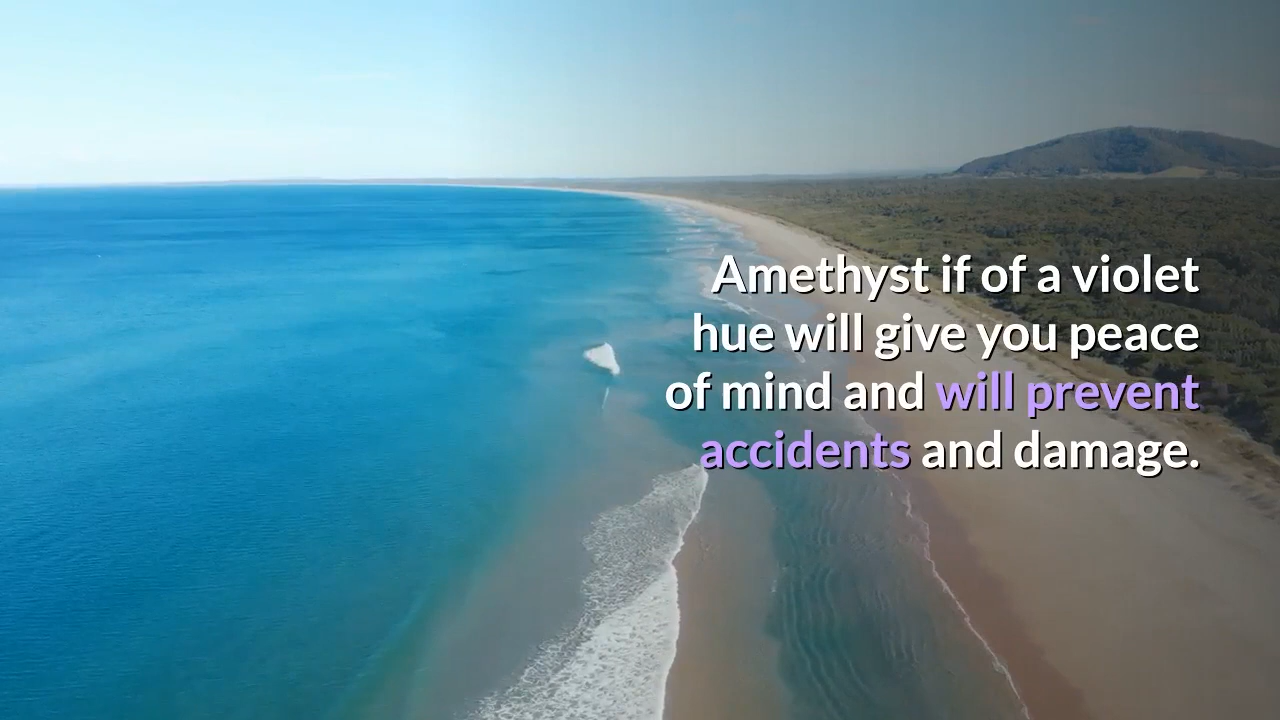 Amethyst if of a violet
hue will give you peace
of mind and will prevent
accidents and damage.